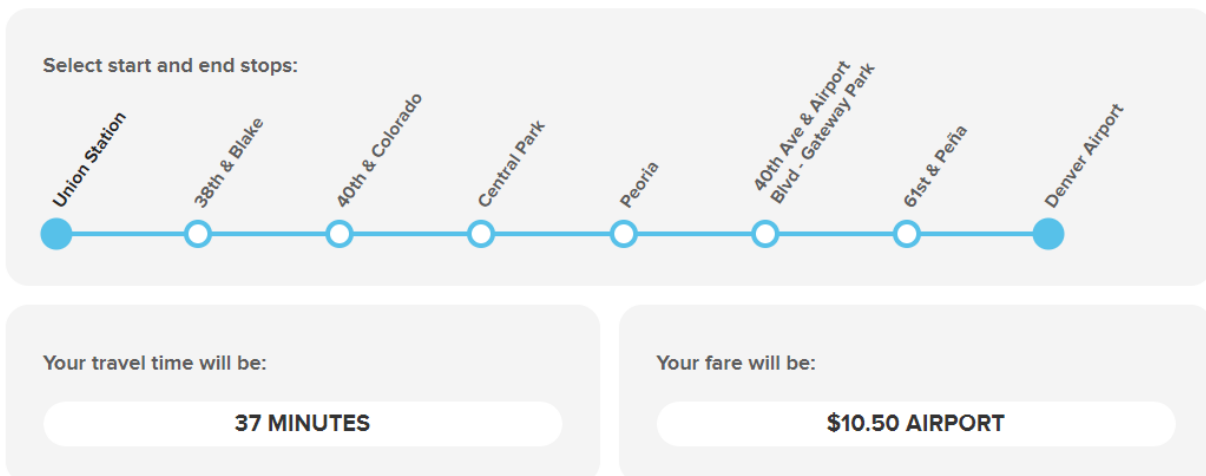 Select start and end stops:
Union Station
38th & Blake
40th & Colorado
Central Park
Peoria
40th Ave & Airport
Blvd - Gateway Park
61st & Peña
Denver Airport
Your travel time will be:
37 MINUTES
Your fare will be:
$10.50 AIRPORT